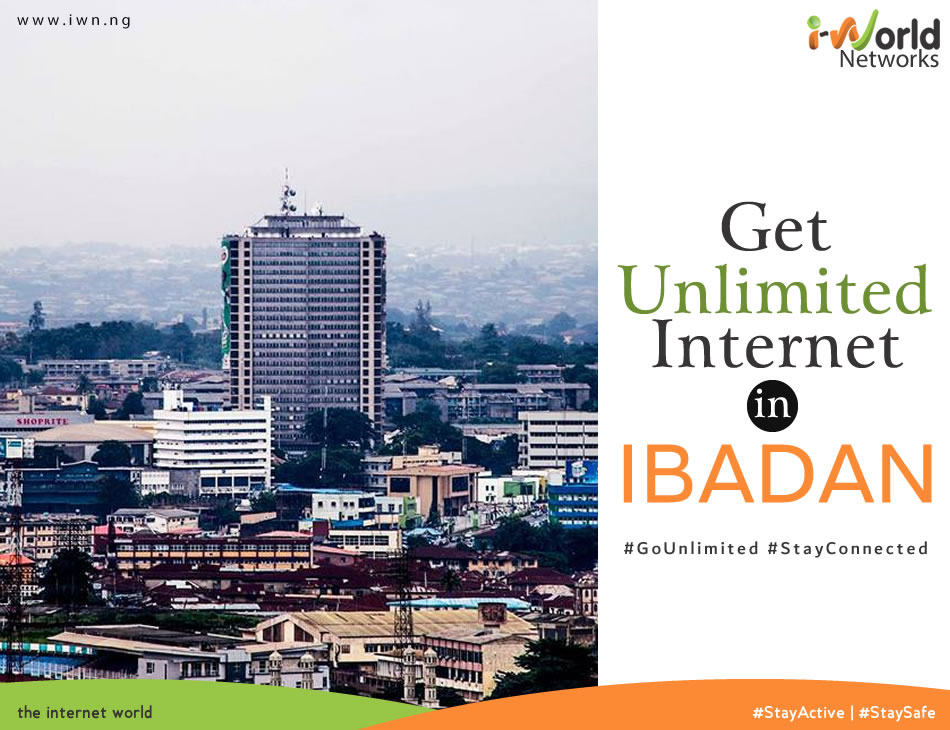 www.iwn.ng
i-World
Networks
SHOPRITE
Get
Unlimited
Internet
in
IBADAN
#GoUnlimited #StayConnected
the internet world
#StayActive | #StaySafe